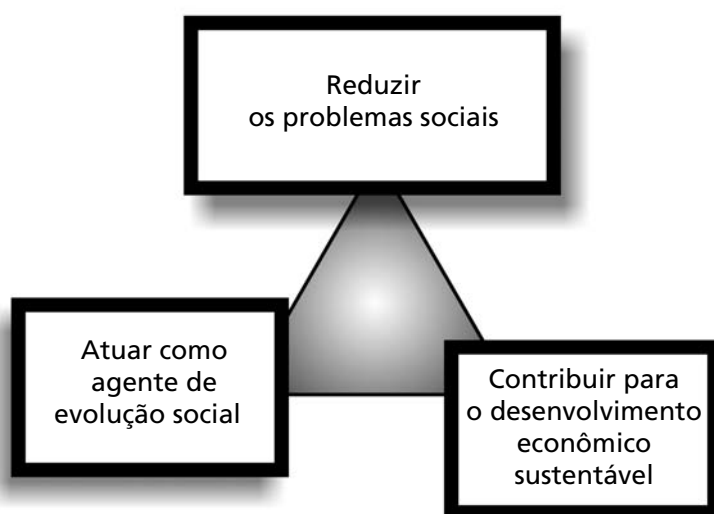 Reduzir
os problemas sociais
Atuar como
agente de
evolução social
Contribuir para
o desenvolvimento
econômico
sustentável